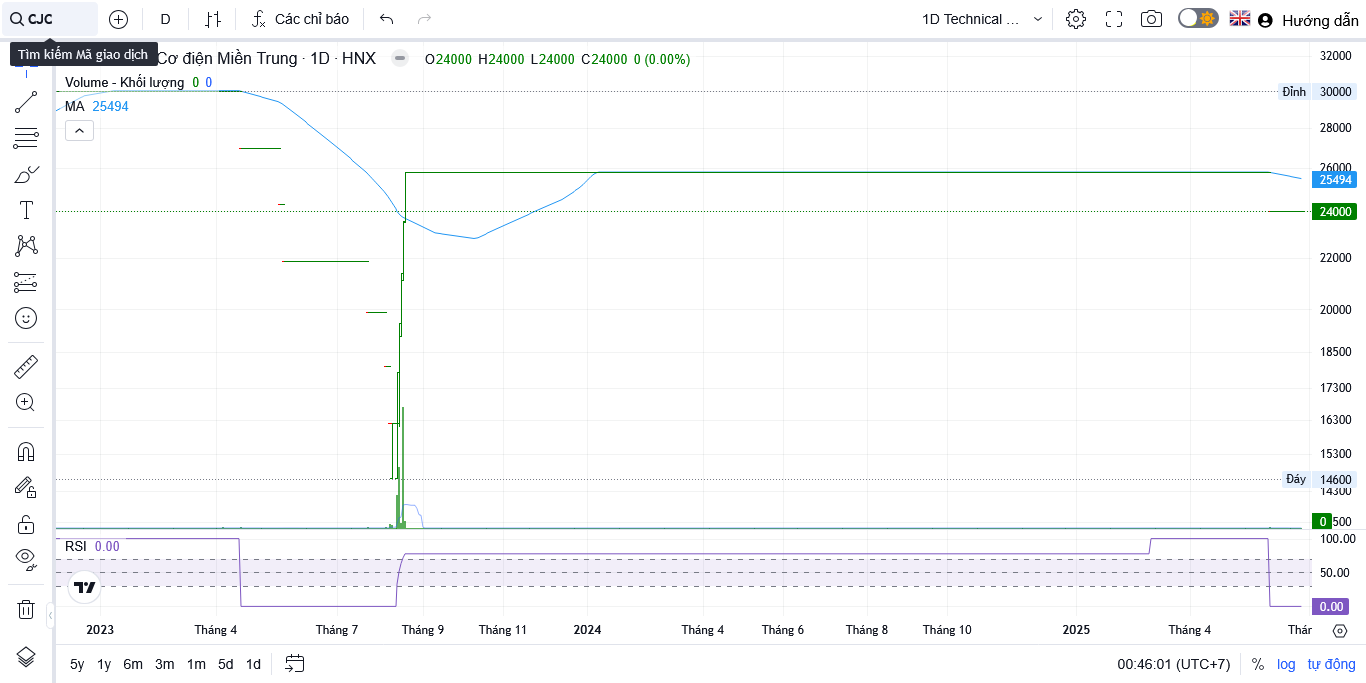 CJC
D
Các chỉ báo
1D Technical ...
Hướng dẫn
Tìm kiếm Mã giao dịch
Cơ điện Miền Trung · 1D · HNX
O24000 H24000 L24000 C24000 0 (0.00%)
Volume - Khối lượng 0 0
MA 25494
32000
Đỉnh 30000
28000
26000
25494
24000
22000
20000
18500
17300
16300
15300
Đáy 14600
14300
0
500
RSI 0.00
100.00
50.00
0.00
2023 Tháng 4 Tháng 7 Tháng 9 Tháng 11 2024 Tháng 4 Tháng 6 Tháng 8 Tháng 10 2025 Tháng 4 Thár
5y 1y 6m 3m 1m 5d 1d
00:46:01 (UTC+7) % log tự động